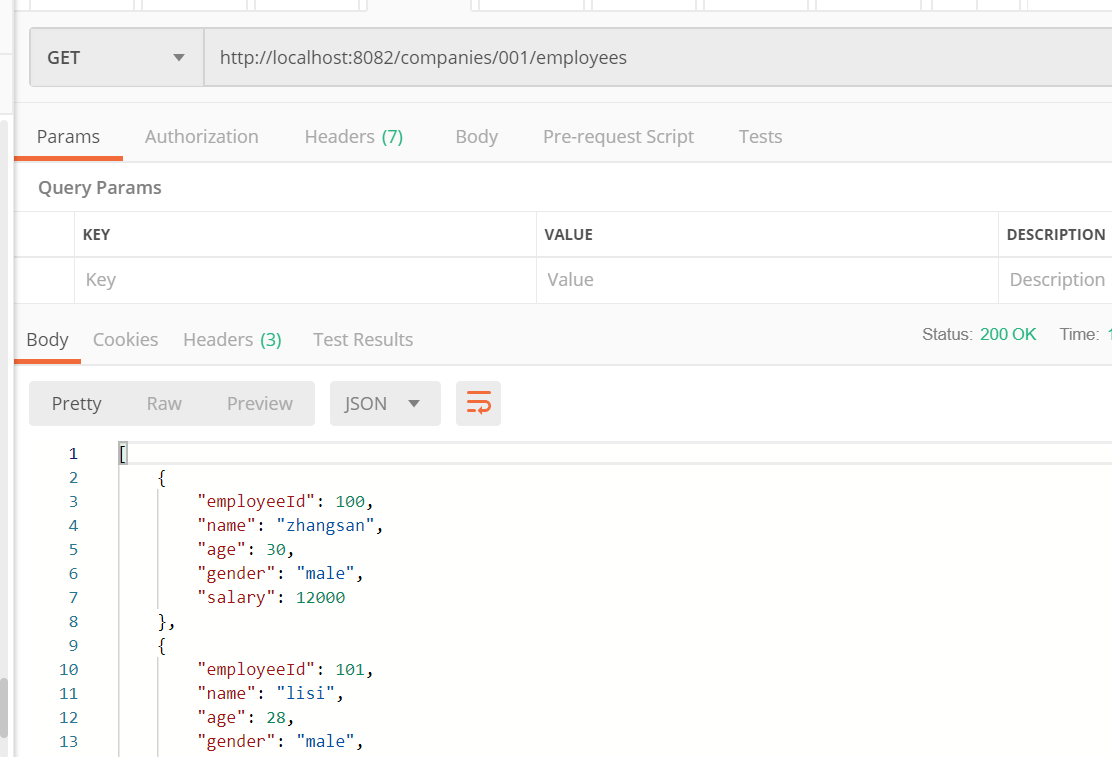 GET http://localhost:8082/companies/001/employees
Params Authorization Headers (7) Body Pre-request Script Tests
Query Params
KEY VALUE DESCRIPTION
Key Value Description
Body Cookies Headers (3) Test Results Status: 200 OK Time:
Pretty Raw Preview JSON
1 [
2 {
3 "employeeId": 100,
4 "name": "zhangsan",
5 "age": 30,
6 "gender": "male",
7 "salary": 12000
8 },
9 {
10 "employeeId": 101,
11 "name": "lisi",
12 "age": 28,
13 "gender": "male",